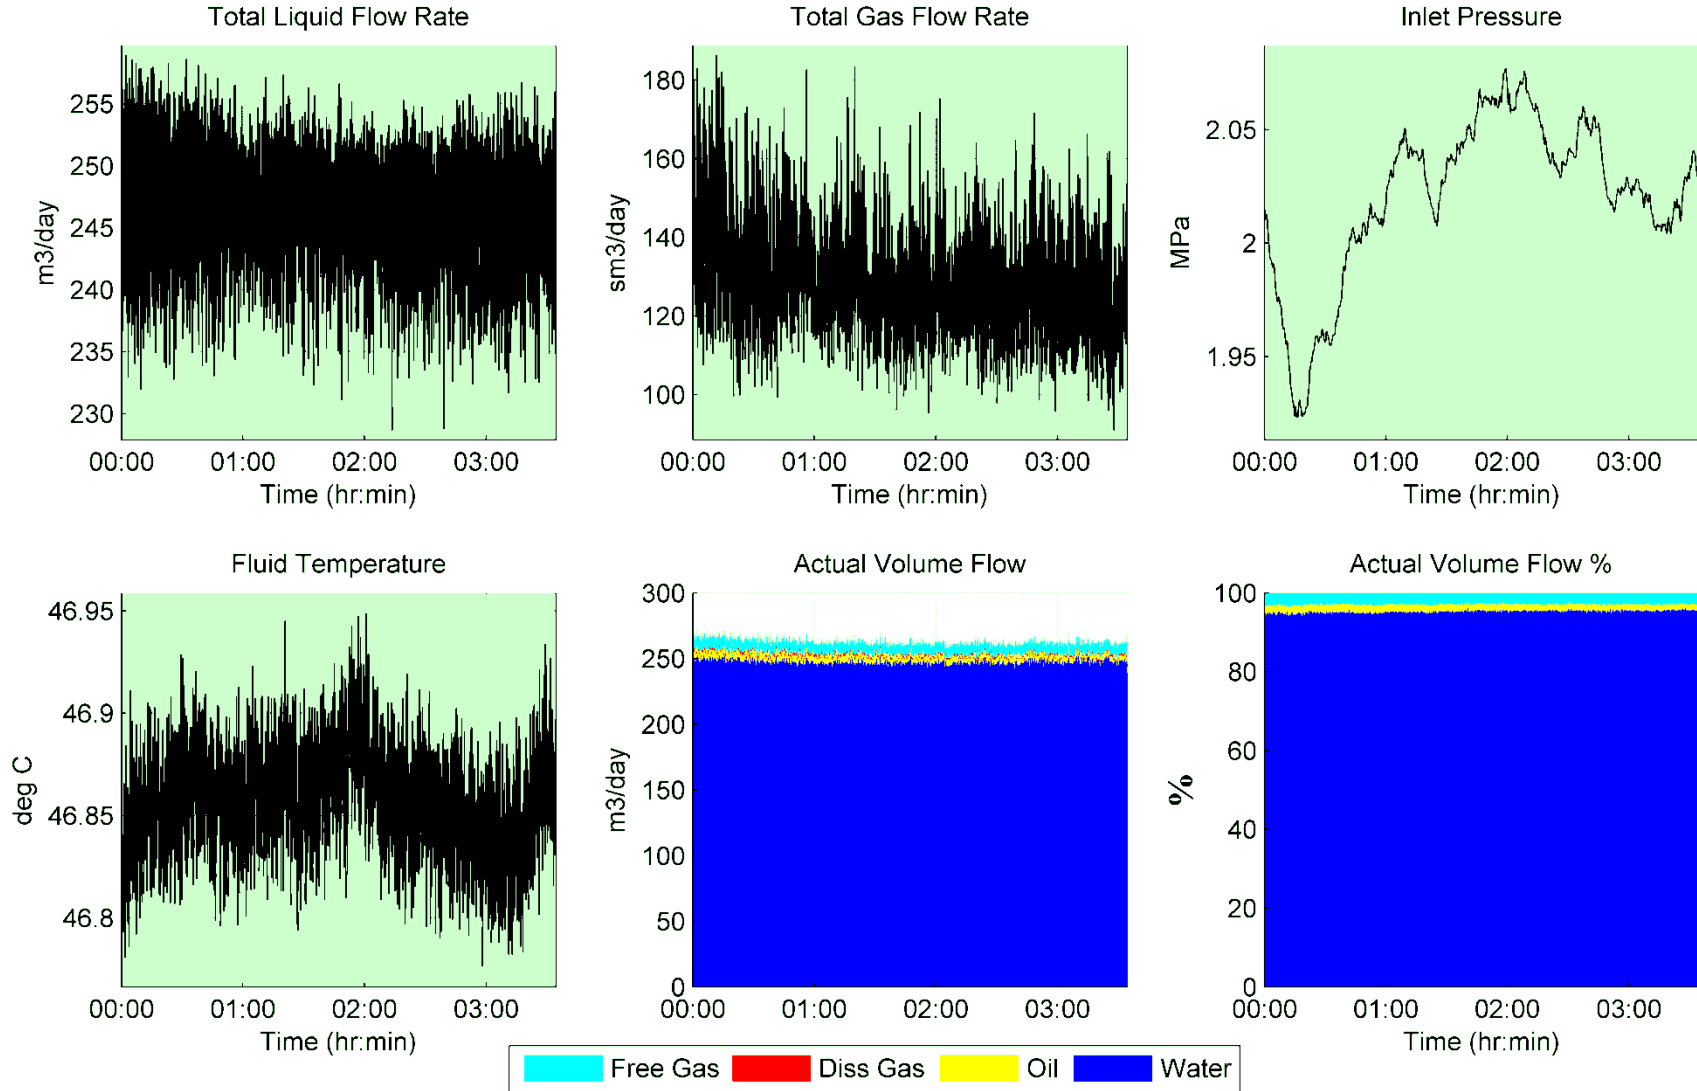 Total Liquid Flow Rate
m3/day
255
250
245
240
235
230
00:00 01:00 02:00 03:00
Time (hr:min)
Total Gas Flow Rate
sm3/day
180
160
140
120
100
00:00 01:00 02:00 03:00
Time (hr:min)
Inlet Pressure
MPa
2.05
2
1.95
00:00 01:00 02:00 03:00
Time (hr:min)
Fluid Temperature
deg C
46.95
46.9
46.85
46.8
00:00 01:00 02:00 03:00
Time (hr:min)
Actual Volume Flow
m3/day
300
250
200
150
100
50
0
00:00 01:00 02:00 03:00
Time (hr:min)
Actual Volume Flow %
%
100
80
60
40
20
0
00:00 01:00 02:00 03:00
Time (hr:min)
Free Gas Diss Gas Oil Water